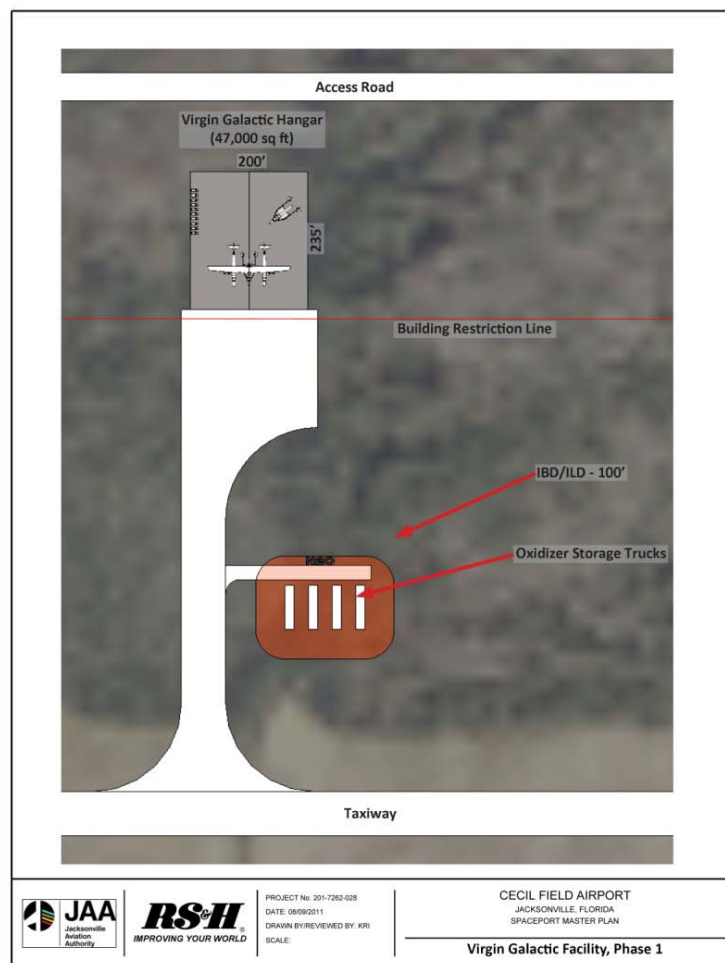 Access Road
Virgin Galactic Hangar
(47,000 sq ft)
200'
235'
Building Restriction Line
IBD/ILD - 100'
Oxidizer Storage Trucks
Taxiway
JAA
Jacksonville
Aviation
Authority
RS&H®
IMPROVING YOUR WORLD
PROJECT No: 201-7262-028
DATE: 08/09/2011
DRAWN BY/REVIEWED BY: KRI
SCALE:
CECIL FIELD AIRPORT
JACKSONVILLE, FLORIDA
SPACEPORT MASTER PLAN
Virgin Galactic Facility, Phase 1